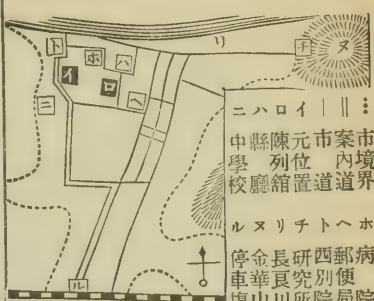 ヌ
チ
リ
ハ
ホ
ト
イ
ロ
ヘ
ニ
ル
市境界
案内道
市道
イ 元位置
ロ 陳列舘
ハ 縣廳
ニ 中學校
ホ 病院
ヘ 郵便局
ト 西別院
チ 研究所
リ 長良川
ヌ 金華山
ル 停車塲